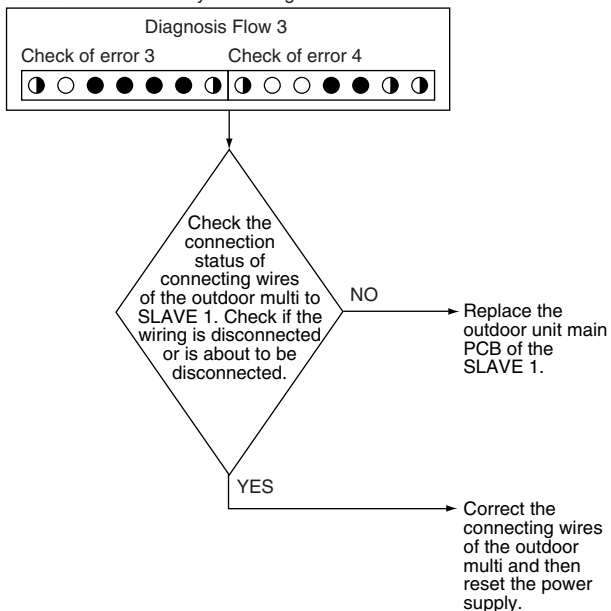 Diagnosis Flow 3
Check of error 3 Check of error 4
Check the
connection
status of
connecting wires
of the outdoor multi to
SLAVE 1. Check if the
wiring is disconnected
or is about to be
disconnected.
NO
Replace the
outdoor unit main
PCB of the
SLAVE 1.
YES
Correct the
connecting wires
of the outdoor
multi and then
reset the power
supply.